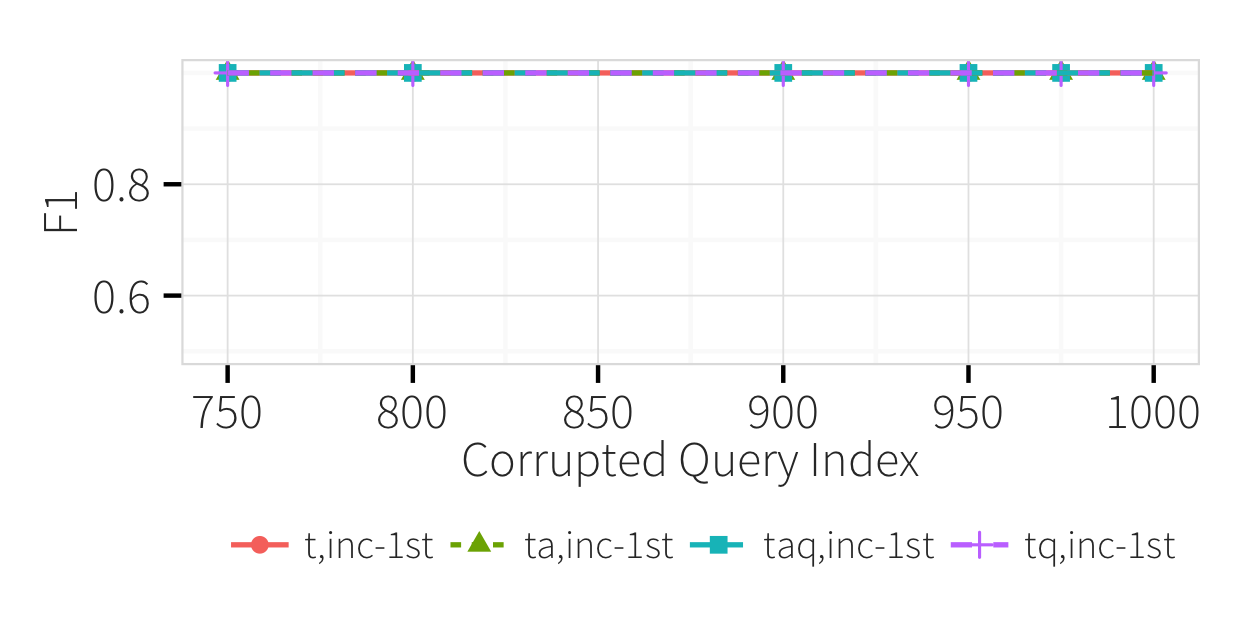 F1
0.8
0.6
750 800 850 900 950 1000
Corrupted Query Index
t,inc-1st ta,inc-1st taq,inc-1st tq,inc-1st